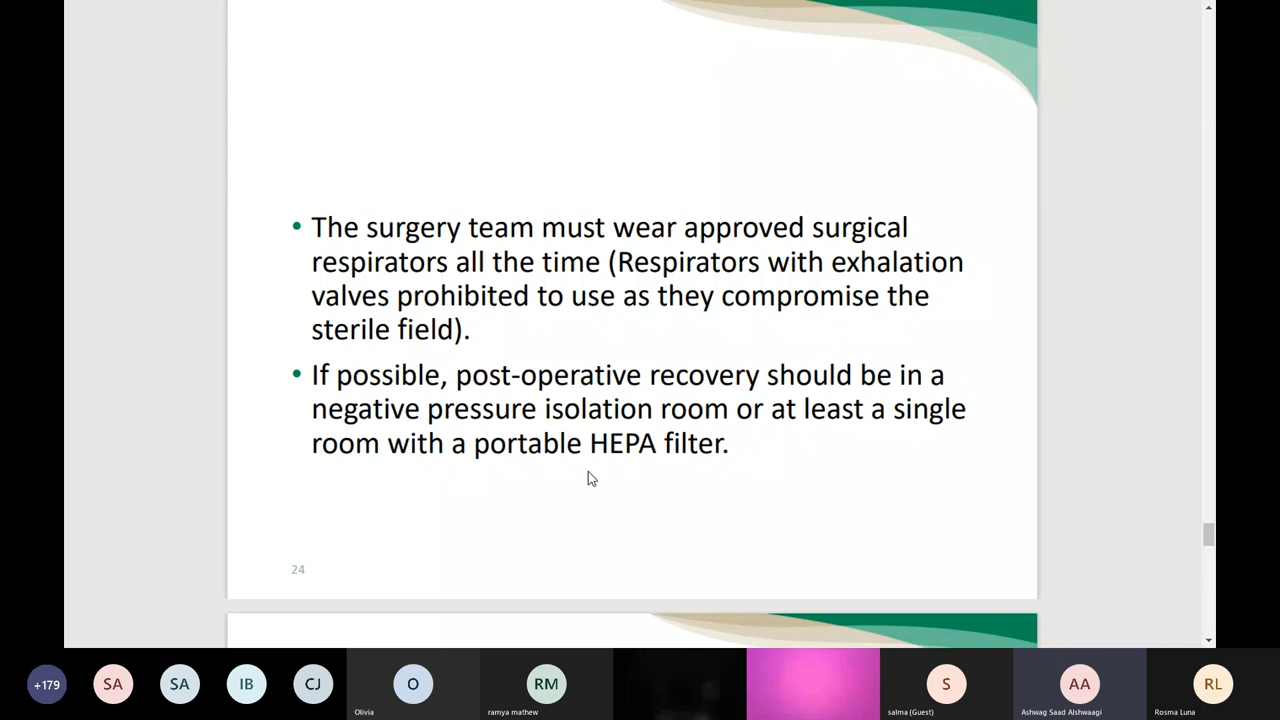 • The surgery team must wear approved surgical
respirators all the time (Respirators with exhalation
valves prohibited to use as they compromise the
sterile field).
• If possible, post-operative recovery should be in a
negative pressure isolation room or at least a single
room with a portable HEPA filter.
24
+179
SA
SA
IB
CJ
O
RM
S
AA
RL
Olivia
ramya mathew
salma (Guest)
Ashwag Saad Alshwaagi
Rosma Luna